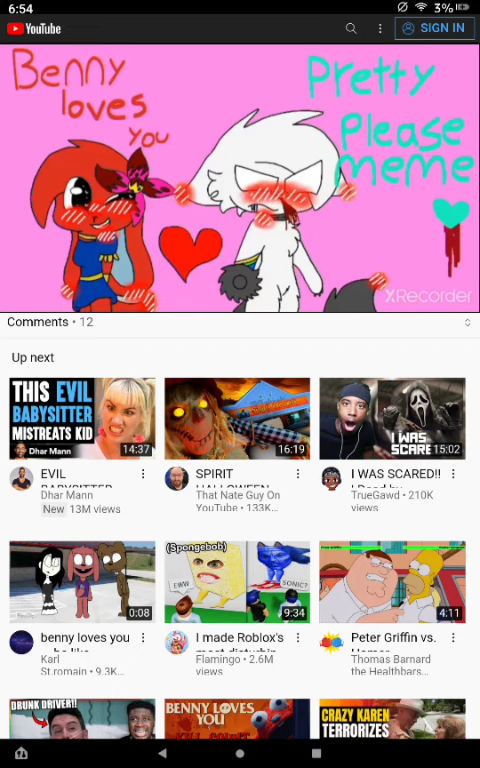 6:54
3%
YouTube
SIGN IN
Benny
loves
you
Pretty
Please
meme
XRecorder
Comments • 12
Up next
THIS EVIL
BABYSITTER
MISTREATS KID
Dhar Mann
14:37
16:19
I WAS
SCARE
15:02
EVIL
Dhar Mann
New 13M views
SPIRIT
That Nate Guy On
YouTube • 133K...
I WAS SCARED!!
TrueGawd • 210K
views
0:08
(Spongebob)
EWW
SONIC?
9:34
4:11
benny loves you
Karl
St.romain • 9.3K...
I made Roblox's
Flamingo • 2.6M
views
Peter Griffin vs.
Thomas Barnard
the Healthbars...
DRUNK DRIVER!!
BENNY LOVES
YOU
CRAZY KAREN
TERRORIZES